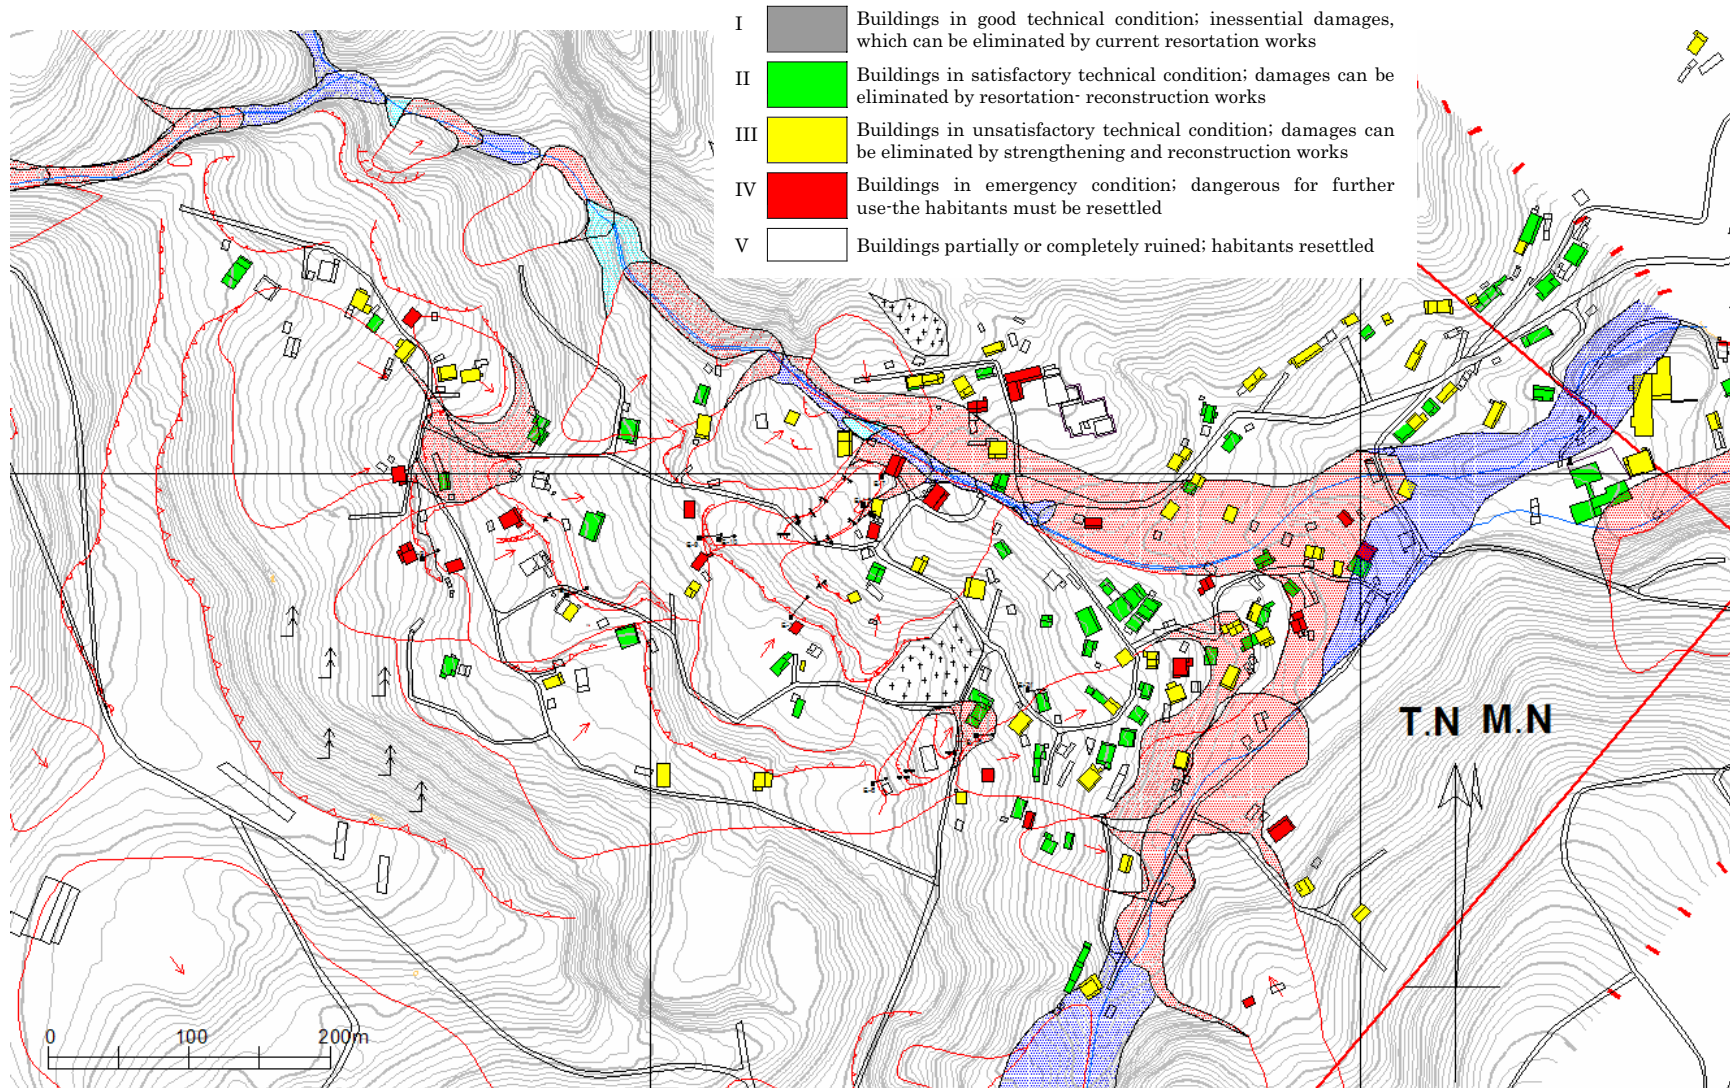 I Buildings in good technical condition; inessential damages,
which can be eliminated by current resortation works
II Buildings in satisfactory technical condition; damages can be
eliminated by resortation- reconstruction works
III Buildings in unsatisfactory technical condition; damages can
be eliminated by strengthening and reconstruction works
IV Buildings in emergency condition; dangerous for further
use-the habitants must be resettled
V Buildings partially or completely ruined; habitants resettled
T.N M.N
0 100 200m